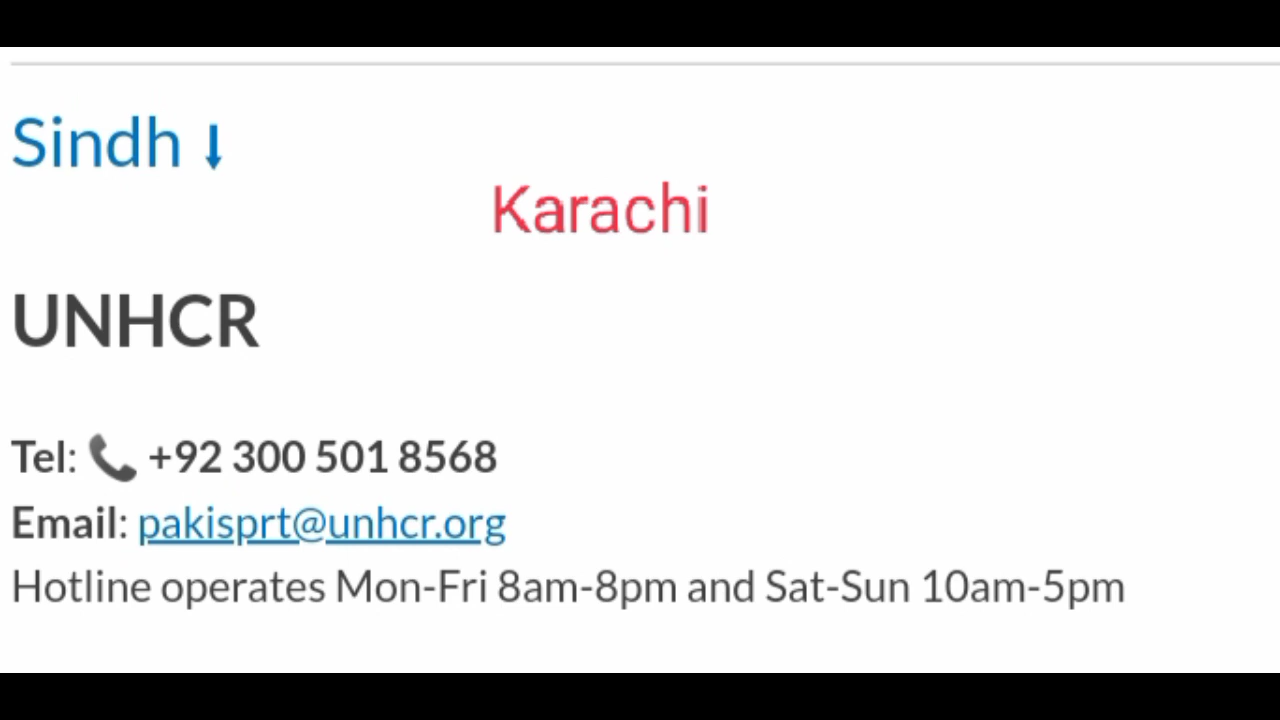 Sindh ⬇
Karachi
UNHCR
Tel: 📞 +92 300 501 8568
Email: pakisprt@unhcr.org
Hotline operates Mon-Fri 8am-8pm and Sat-Sun 10am-5pm